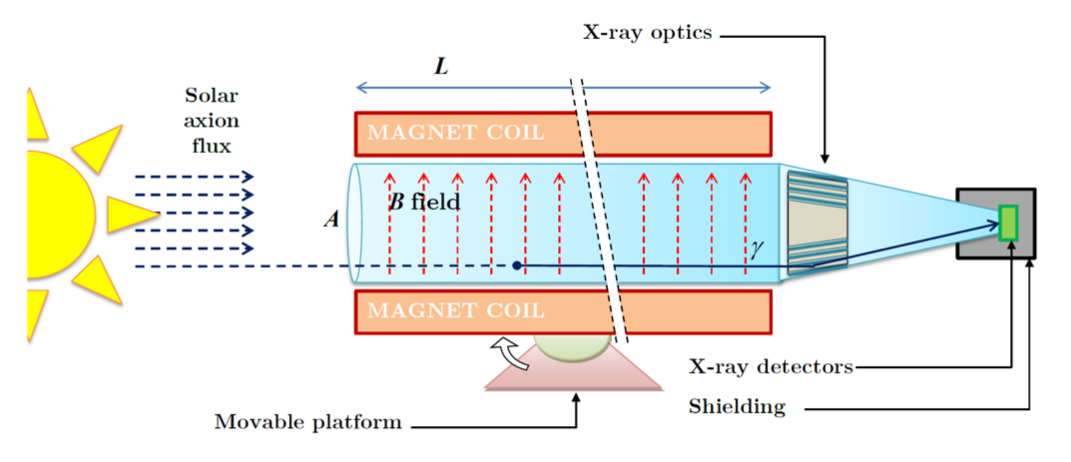 X-ray optics
L
Solar
axion
flux
MAGNET COIL
B field
A
γ
MAGNET COIL
X-ray detectors
Shielding
Movable platform